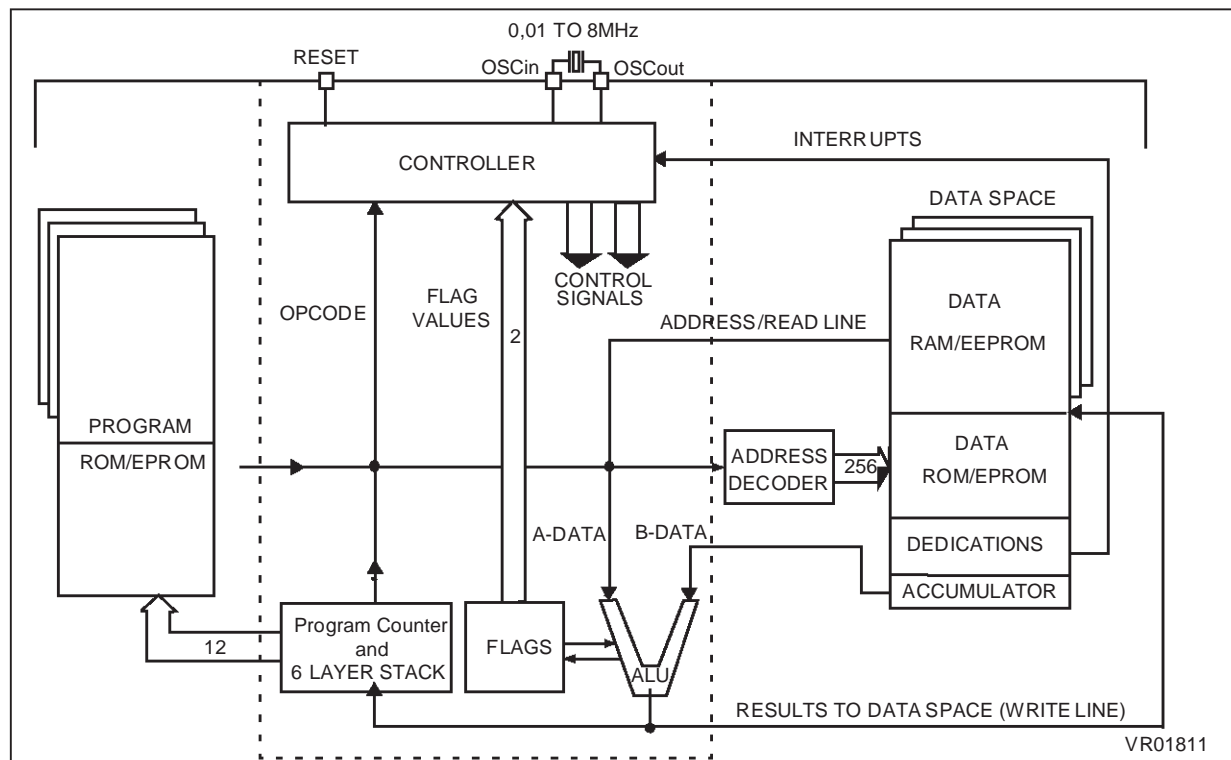 0,01 TO 8MHz
RESET
OSCin
OSCout
INTERRUPTS
CONTROLLER
DATA SPACE
CONTROL
SIGNALS
OPCODE
FLAG
VALUES
2
ADDRESS/READ LINE
DATA
RAM/EEPROM
PROGRAM
ROM/EPROM
ADDRESS
DECODER
256
DATA
ROM/EPROM
A-DATA
B-DATA
DEDICATIONS
ACCUMULATOR
12
Program Counter
and
6 LAYER STACK
FLAGS
ALU
RESULTS TO DATA SPACE (WRITE LINE)
VR01811